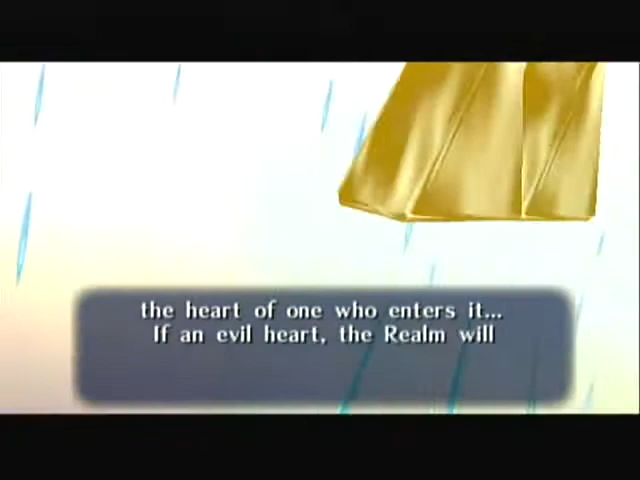 the heart of one who enters it...
If an evil heart, the Realm will